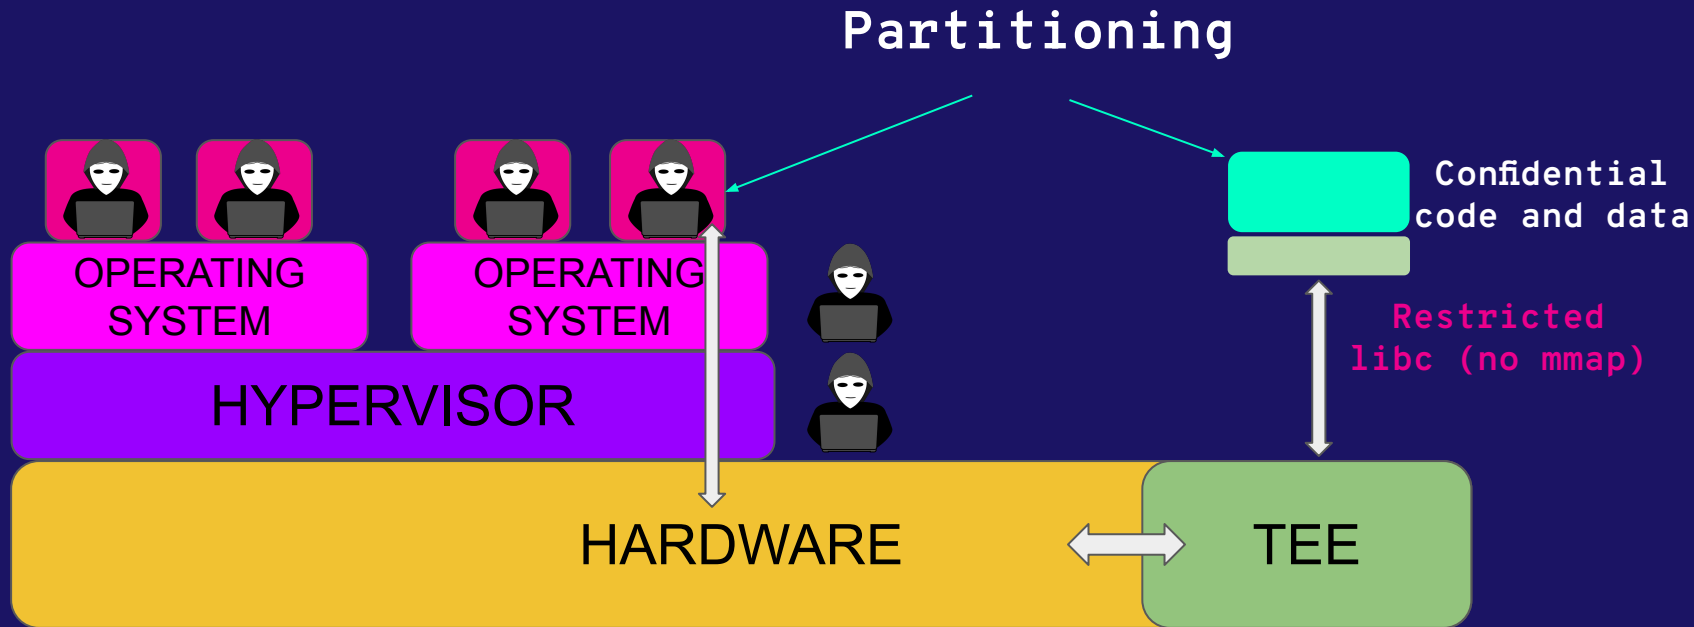 Partitioning
Confidential
code and data
OPERATING
SYSTEM
OPERATING
SYSTEM
Restricted
libc (no mmap)
HYPERVISOR
HARDWARE
TEE